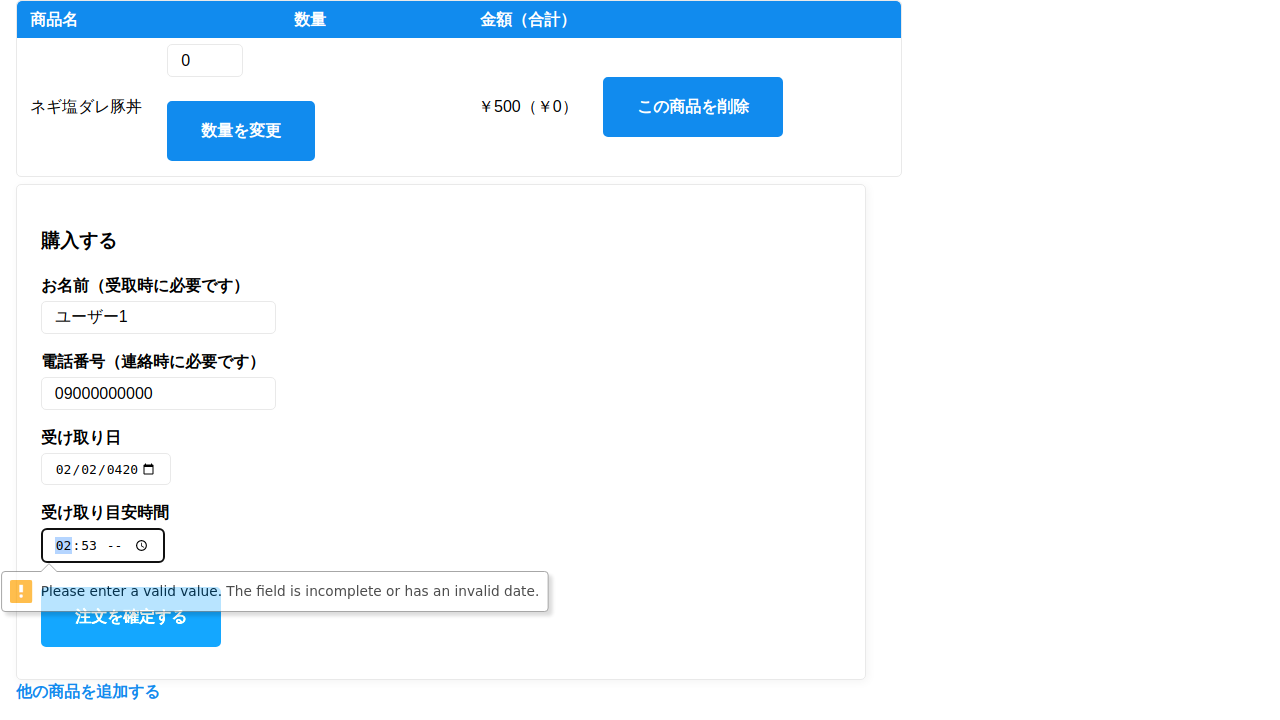 商品名 数量 金額（合計）
0
ネギ塩ダレ豚丼 数量を変更 ￥500（￥0） この商品を削除
購入する
お名前（受取時に必要です）
ユーザー1
電話番号（連絡時に必要です）
09000000000
受け取り日
02/02/0420
受け取り目安時間
02:53 --
Please enter a valid value. The field is incomplete or has an invalid date.
注文を確定する
他の商品を追加する